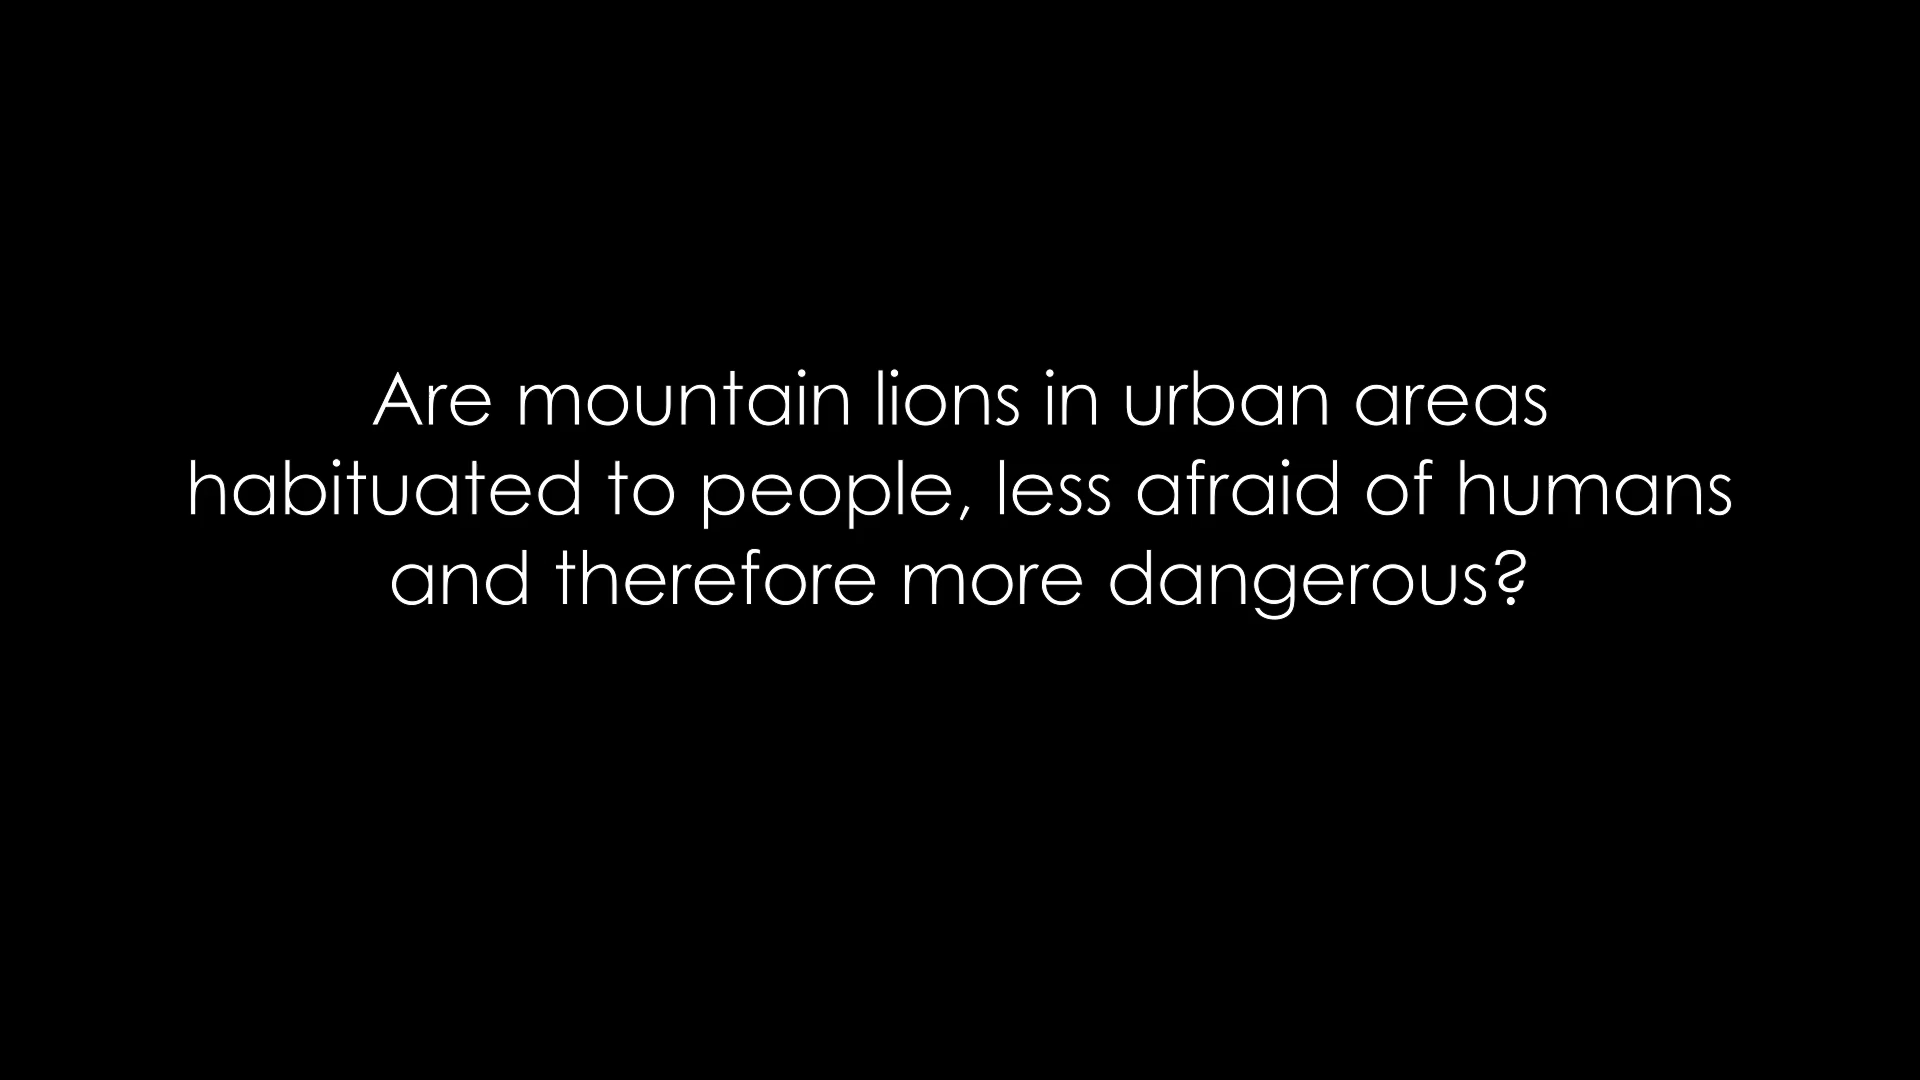 Are mountain lions in urban areas
habituated to people, less afraid of humans
and therefore more dangerous?